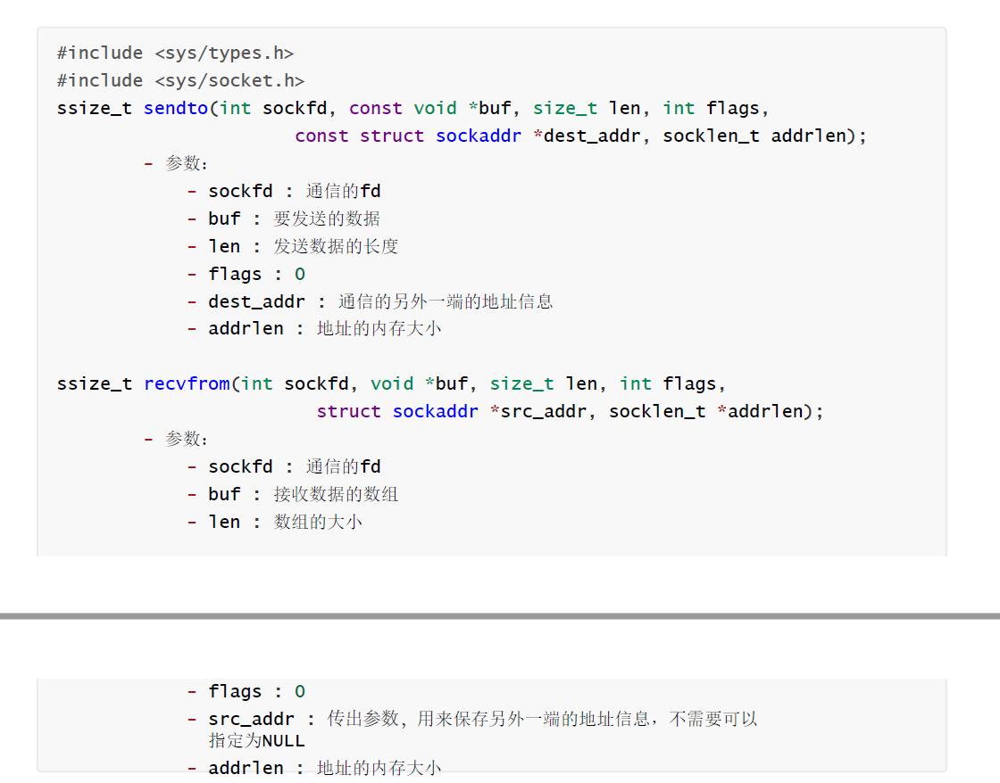 #include <sys/types.h>
#include <sys/socket.h>
ssize_t sendto(int sockfd, const void *buf, size_t len, int flags,
const struct sockaddr *dest_addr, socklen_t addrlen);
- 参数：
- sockfd : 通信的fd
- buf : 要发送的数据
- len : 发送数据的长度
- flags : 0
- dest_addr : 通信的另外一端的地址信息
- addrlen : 地址的内存大小
ssize_t recvfrom(int sockfd, void *buf, size_t len, int flags,
struct sockaddr *src_addr, socklen_t *addrlen);
- 参数：
- sockfd : 通信的fd
- buf : 接收数据的数组
- len : 数组的大小
- flags : 0
- src_addr : 传出参数，用来保存另外一端的地址信息，不需要可以
指定为NULL
- addrlen : 地址的内存大小